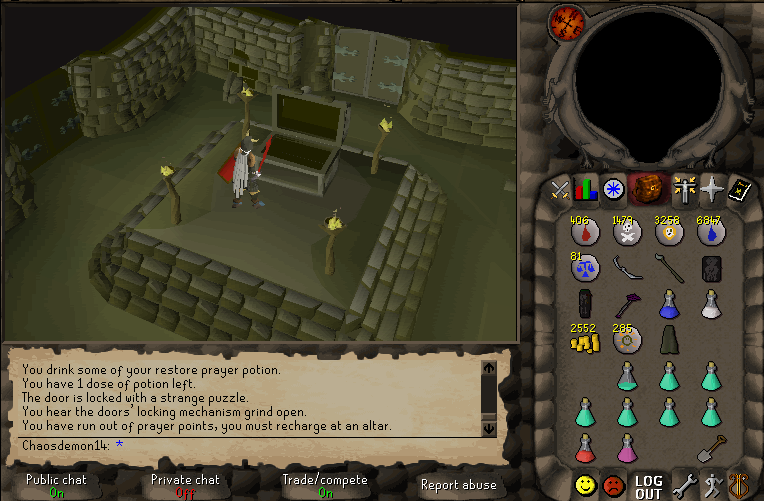 406 1479 3258 6847
81
2552 285
You drink some of your restore prayer potion.
You have 1 dose of potion left.
The door is locked with a strange puzzle.
You hear the doors' locking mechanism grind open.
You have run out of prayer points, you must recharge at an altar.
Chaosdemon14: *
Public chat
On
Private chat
Off
Trade/compete
On
Report abuse
LOG
OUT